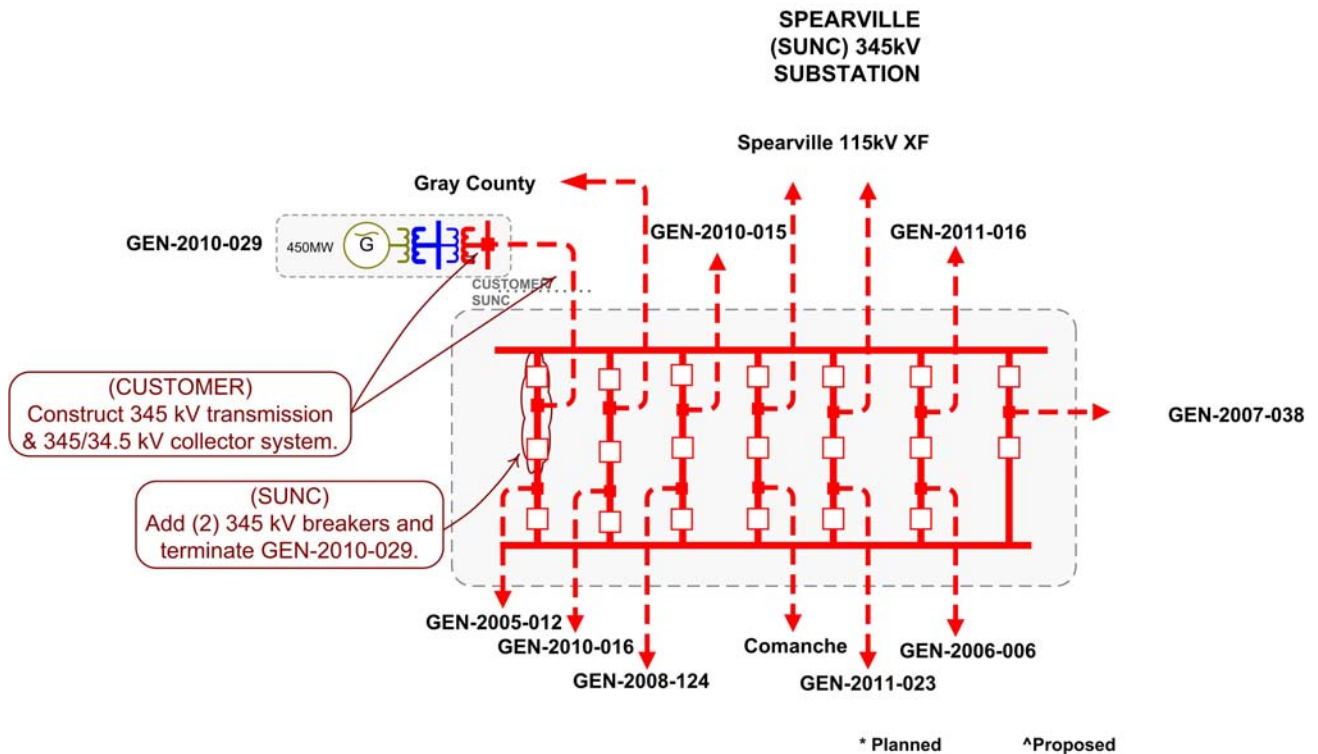 SPEARVILLE
(SUNC) 345kV
SUBSTATION
Spearville 115kV XF
Gray County
GEN-2010-029
450MW
G
GEN-2010-015
GEN-2011-016
CUSTOMER
SUNC
(CUSTOMER)
Construct 345 kV transmission
& 345/34.5 kV collector system.
GEN-2007-038
(SUNC)
Add (2) 345 kV breakers and
terminate GEN-2010-029.
GEN-2005-012
GEN-2010-016
GEN-2008-124
Comanche
GEN-2011-023
GEN-2006-006
* Planned
^Proposed